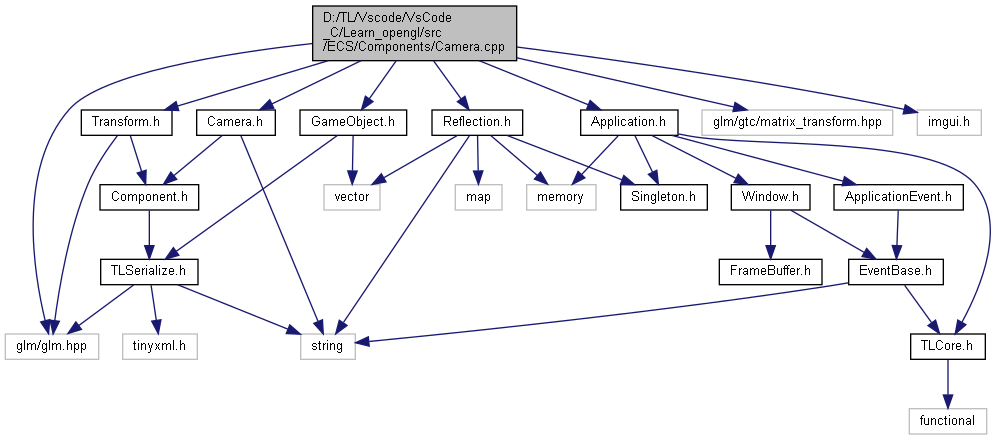 D:/TL/Vscode/VsCode
_C/Learn_opengl/src
/ECS/Components/Camera.cpp
Transform.h
Camera.h
GameObject.h
Reflection.h
Application.h
glm/gtc/matrix_transform.hpp
imgui.h
Component.h
vector
map
memory
Singleton.h
Window.h
ApplicationEvent.h
TLSerialize.h
FrameBuffer.h
EventBase.h
glm/glm.hpp
tinyxml.h
string
TLCore.h
functional